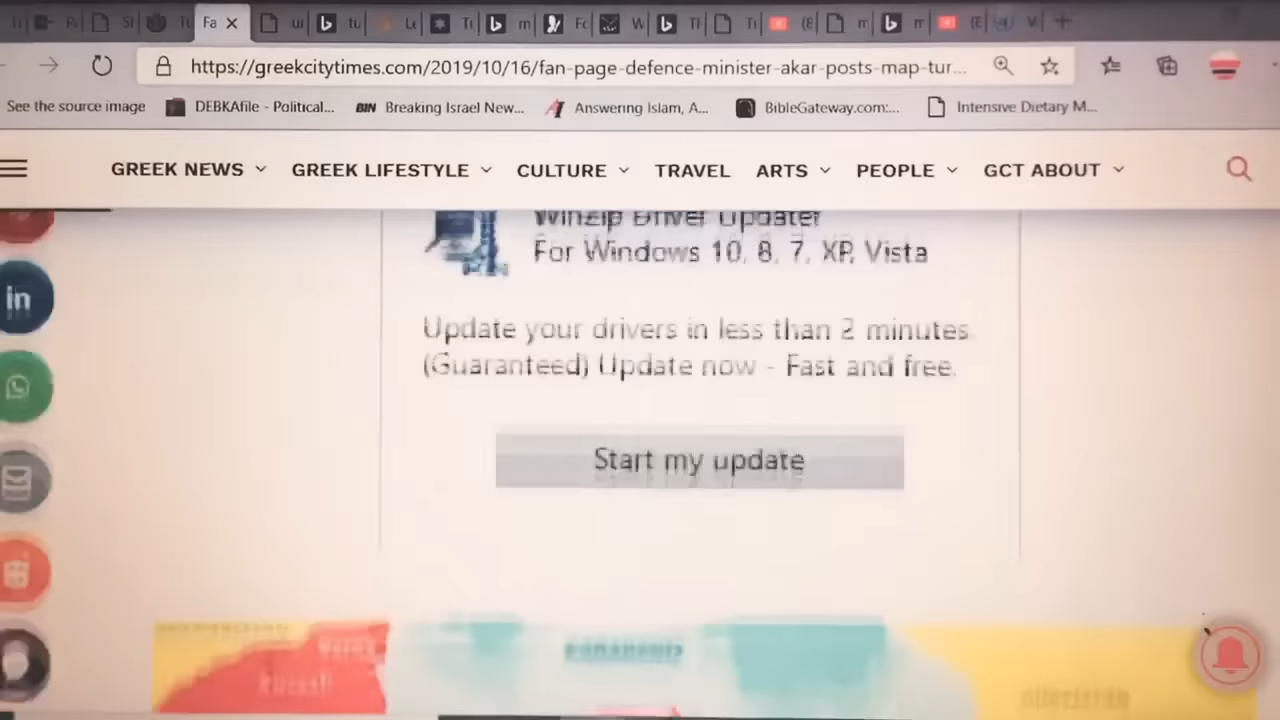 Fa
https://greekcitytimes.com/2019/10/16/fan-page-defence-minister-akar-posts-map-tur...
See the source image DEBKAfile - Political... BIN Breaking Israel New... Answering Islam, A... BibleGateway.com:... Intensive Dietary M...
GREEK NEWS GREEK LIFESTYLE CULTURE TRAVEL ARTS PEOPLE GCT ABOUT
WinZip Driver Updater
For Windows 10, 8, 7, XP, Vista
in
Update your drivers in less than 2 minutes
(Guaranteed) Update now - Fast and free.
Start my update